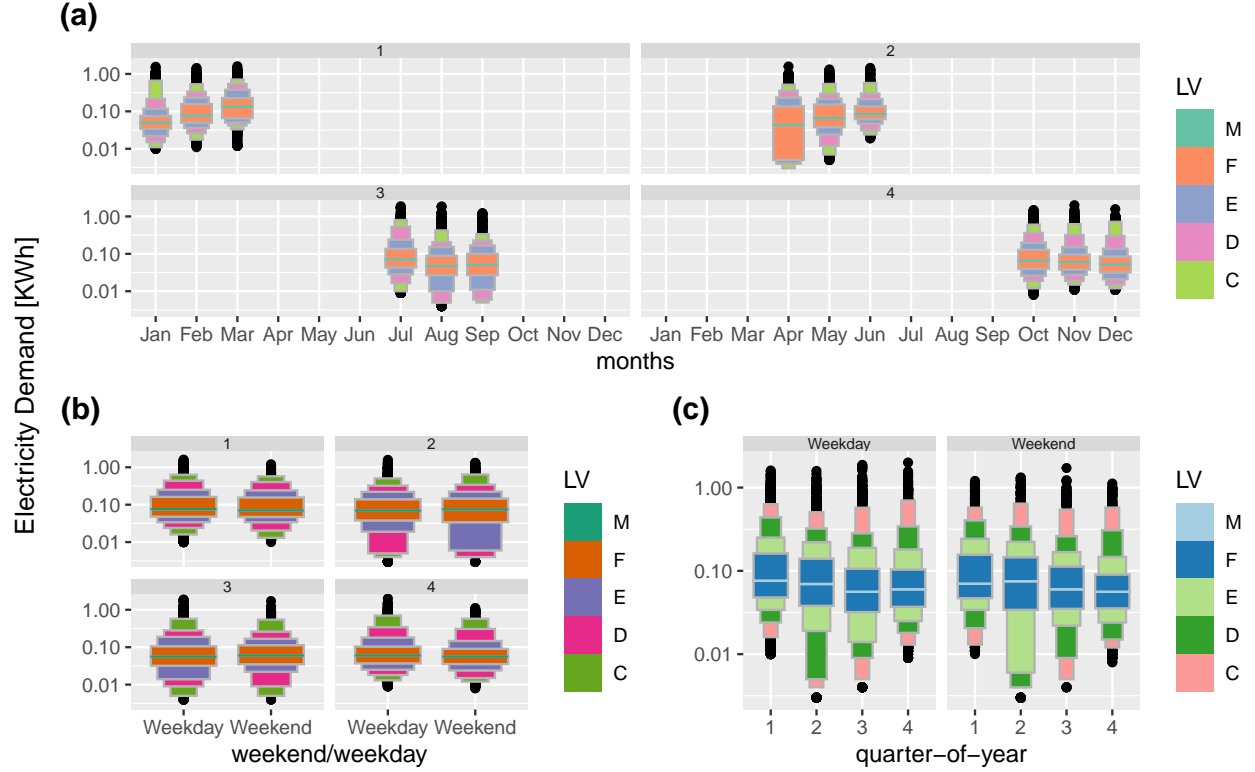 (a)
1 2
1.00
0.10
0.01
3 4
1.00
0.10
0.01
Jan Feb Mar Apr May Jun Jul Aug Sep Oct Nov Dec Jan Feb Mar Apr May Jun Jul Aug Sep Oct Nov Dec
months
LV
M
F
E
D
C
Electricity Demand [KWh]
(b)
1 2
1.00
0.10
0.01
3 4
1.00
0.10
0.01
Weekday Weekend Weekday Weekend
weekend/weekday
LV
M
F
E
D
C
(c)
Weekday Weekend
1.00
0.10
0.01
1 2 3 4 1 2 3 4
quarter−of−year
LV
M
F
E
D
C